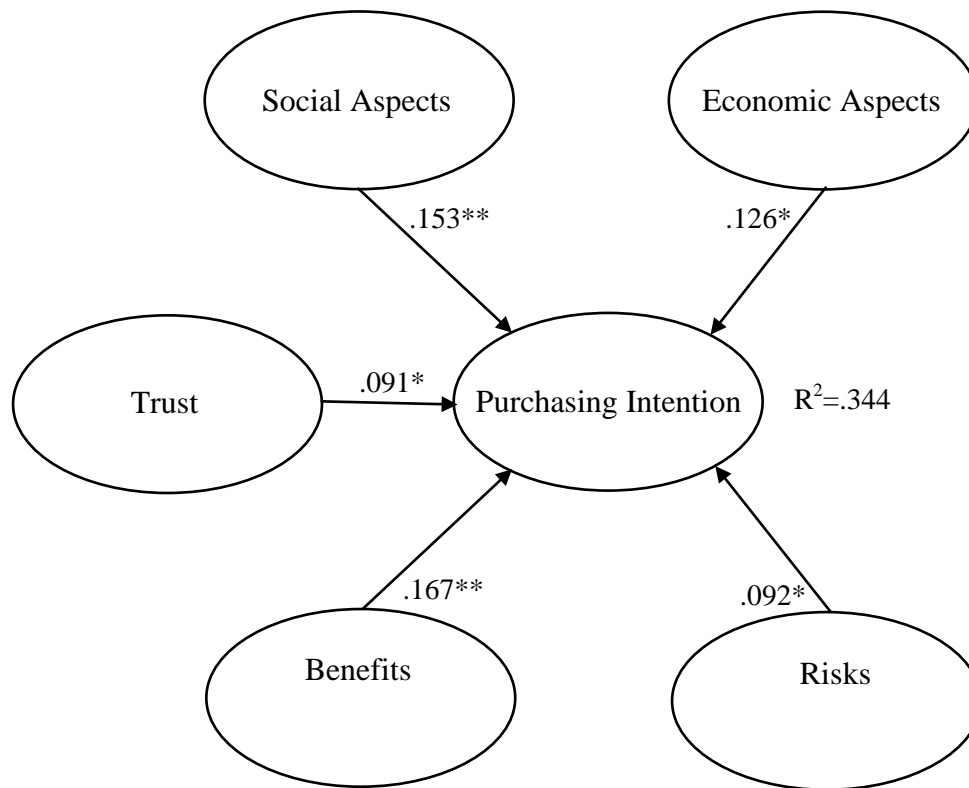 Social Aspects
Economic Aspects
.153**
.126*
Trust
.091*
Purchasing Intention
R²=.344
.167**
.092*
Benefits
Risks